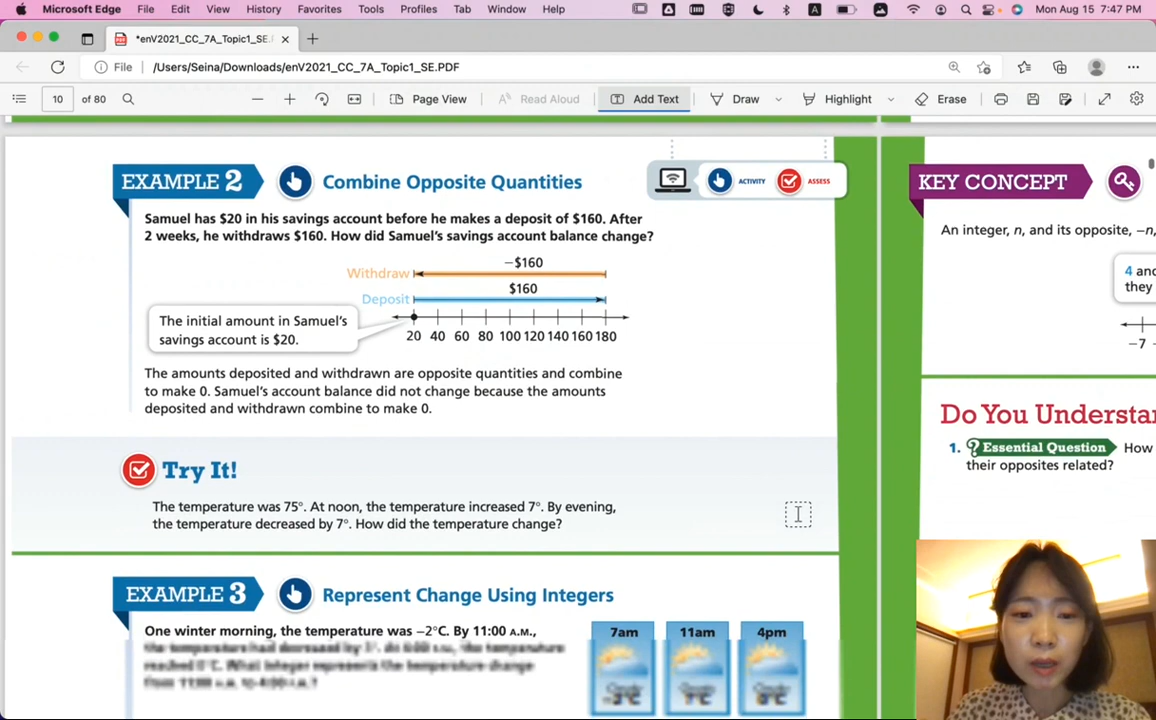 Microsoft Edge File Edit View History Favorites Tools Profiles Tab Window Help
A
Mon Aug 15 7:47 PM
*enV2021_CC_7A_Topic1_SE.
File /Users/Seina/Downloads/enV2021_CC_7A_Topic1_SE.PDF
10 of 80
Page View
Read Aloud
Add Text
Draw
Highlight
Erase
EXAMPLE 2 Combine Opposite Quantities
ACTIVITY ASSESS
Samuel has $20 in his savings account before he makes a deposit of $160. After
2 weeks, he withdraws $160. How did Samuel's savings account balance change?
−$160
Withdraw
$160
Deposit
The initial amount in Samuel's
savings account is $20.
20 40 60 80 100 120 140 160 180
The amounts deposited and withdrawn are opposite quantities and combine
to make 0. Samuel's account balance did not change because the amounts
deposited and withdrawn combine to make 0.
Try It!
The temperature was 75°. At noon, the temperature increased 7°. By evening,
the temperature decreased by 7°. How did the temperature change?
EXAMPLE 3 Represent Change Using Integers
One winter morning, the temperature was −2°C. By 11:00 A.M.,
7am 11am 4pm
KEY CONCEPT
An integer, n, and its opposite, −n,
4 and
they
−7
Do You Understa
1. ? Essential Question How
their opposites related?